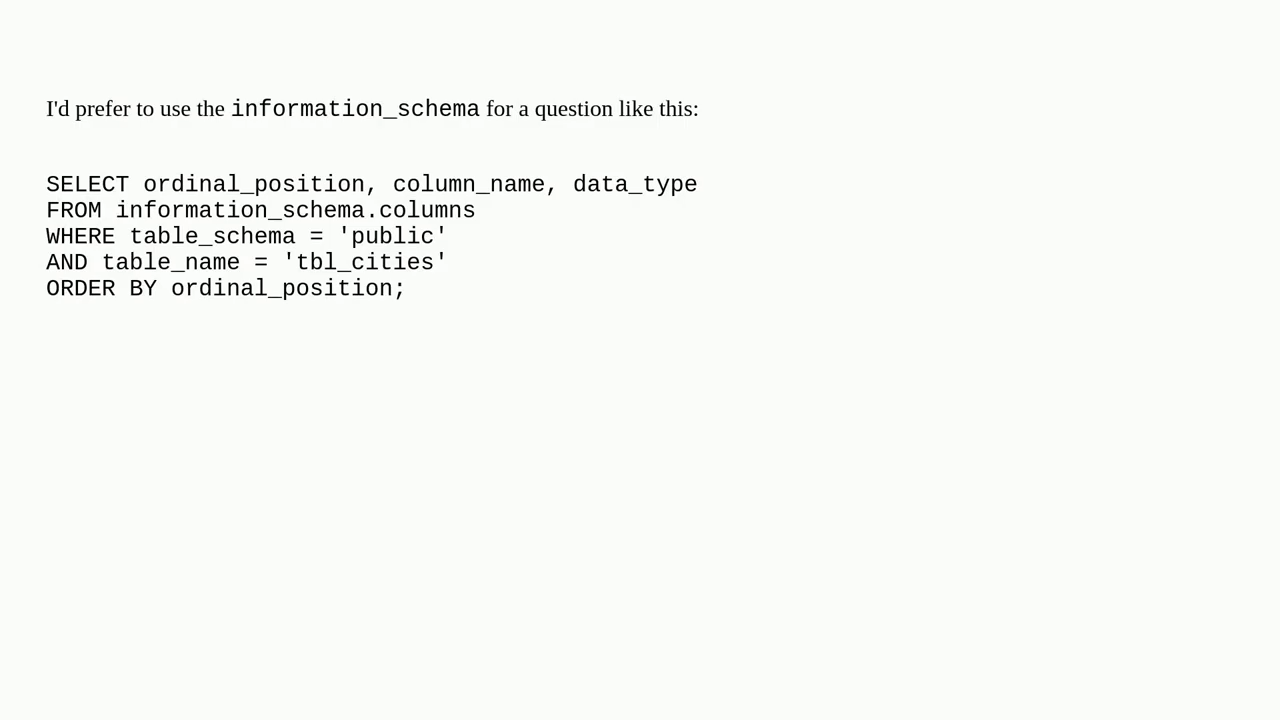 I'd prefer to use the information_schema for a question like this:
SELECT ordinal_position, column_name, data_type
FROM information_schema.columns
WHERE table_schema = 'public'
AND table_name = 'tbl_cities'
ORDER BY ordinal_position;